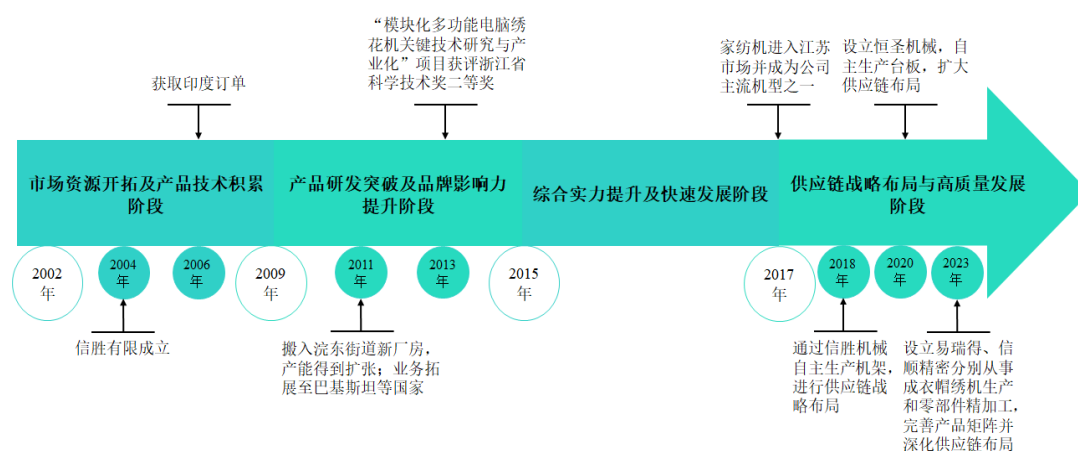 “模块化多功能电脑绣
花机关键技术研究与产
业化”项目获评浙江省
科学技术奖二等奖
获取印度订单
家纺机进入江苏
市场并成为公司
主流机型之一
设立恒圣机械，自
主生产台板，扩大
供应链布局
市场资源开拓及产品技术积累
阶段
产品研发突破及品牌影响力
提升阶段
综合实力提升及快速发展阶段
供应链战略布局与高质量发展
阶段
2002
年
2004
年
2006
年
2009
年
2011
年
2013
年
2015
年
2017
年
2018
年
2020
年
2023
年
信胜有限成立
搬入浣东街道新厂房，
产能得到扩张；业务拓
展至巴基斯坦等国家
通过信胜机械
自主生产机架，
进行供应链战
略布局
设立易瑞得、信
顺精密分别从事
成衣帽绣机生产
和零部件精加工，
完善产品矩阵并
深化供应链布局